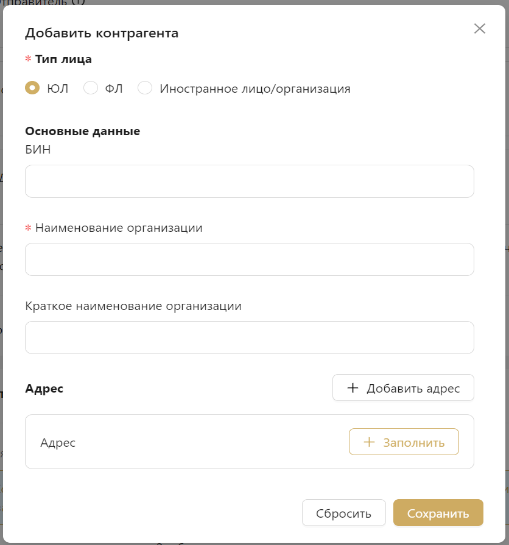 Добавить контрагента
* Тип лица
ЮЛ ФЛ Иностранное лицо/организация
Основные данные
БИН
* Наименование организации
Краткое наименование организации
Адрес + Добавить адрес
Адрес + Заполнить
Сбросить Сохранить